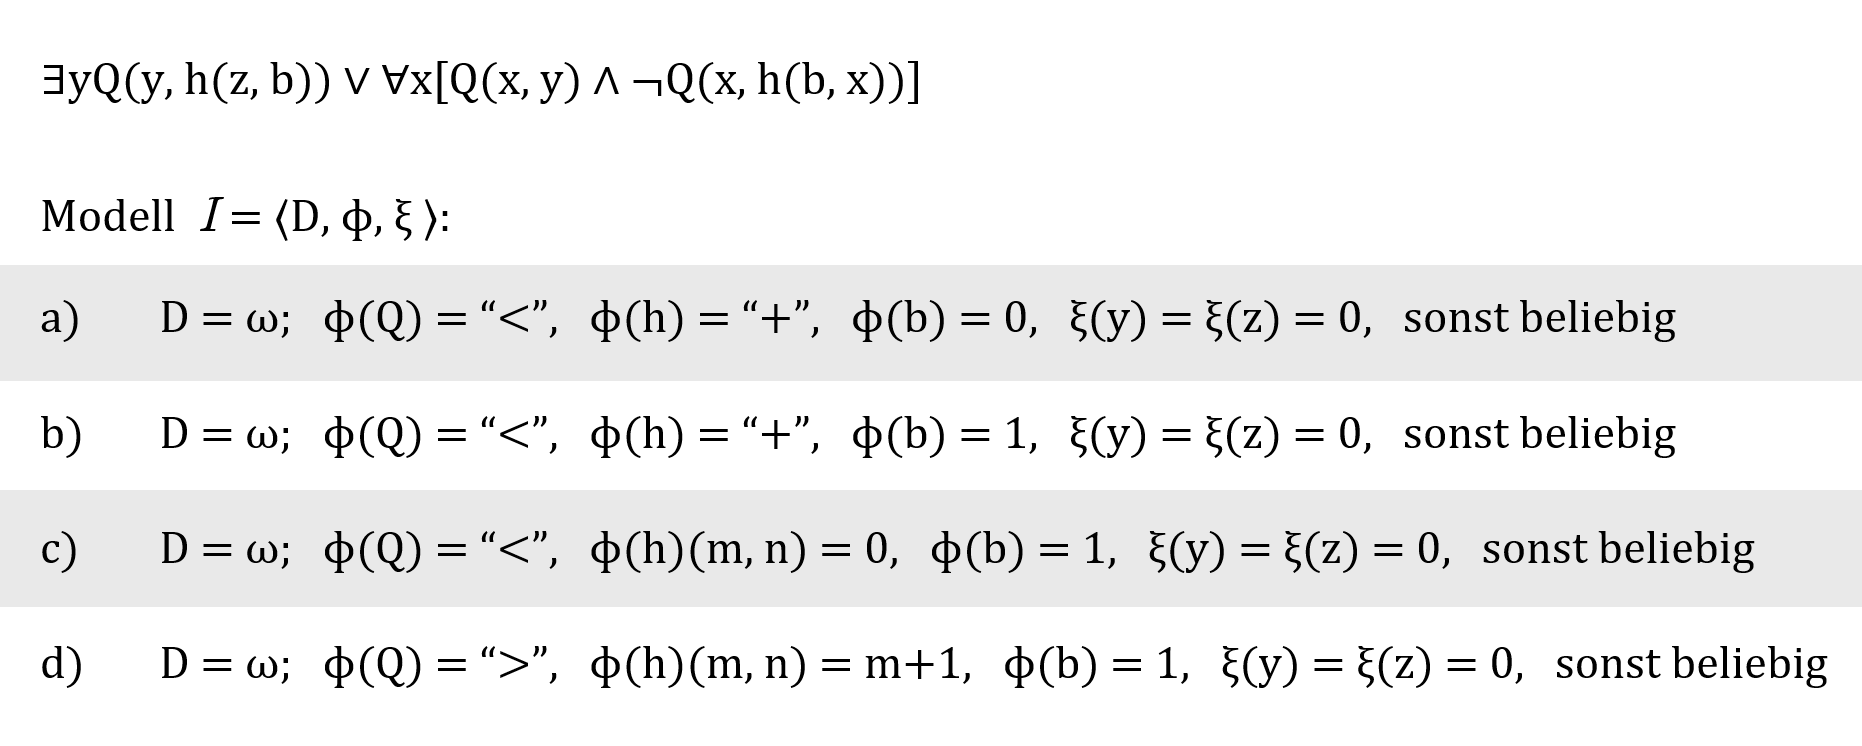 ∃yQ(y, h(z, b)) ∨ ∀x[Q(x, y) ∧ ¬Q(x, h(b, x))]
Modell I = ⟨D, ϕ, ξ ⟩:
a) D = ω; ϕ(Q) = “<”, ϕ(h) = “+”, ϕ(b) = 0, ξ(y) = ξ(z) = 0, sonst beliebig
b) D = ω; ϕ(Q) = “<”, ϕ(h) = “+”, ϕ(b) = 1, ξ(y) = ξ(z) = 0, sonst beliebig
c) D = ω; ϕ(Q) = “<”, ϕ(h)(m, n) = 0, ϕ(b) = 1, ξ(y) = ξ(z) = 0, sonst beliebig
d) D = ω; ϕ(Q) = “>”, ϕ(h)(m, n) = m+1, ϕ(b) = 1, ξ(y) = ξ(z) = 0, sonst beliebig